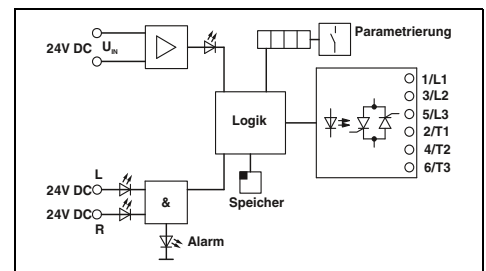 Parametrierung
24V DC U_IN
1/L1
3/L2
5/L3
2/T1
4/T2
6/T3
Logik
L
24V DC
24V DC
R
&
Speicher
Alarm